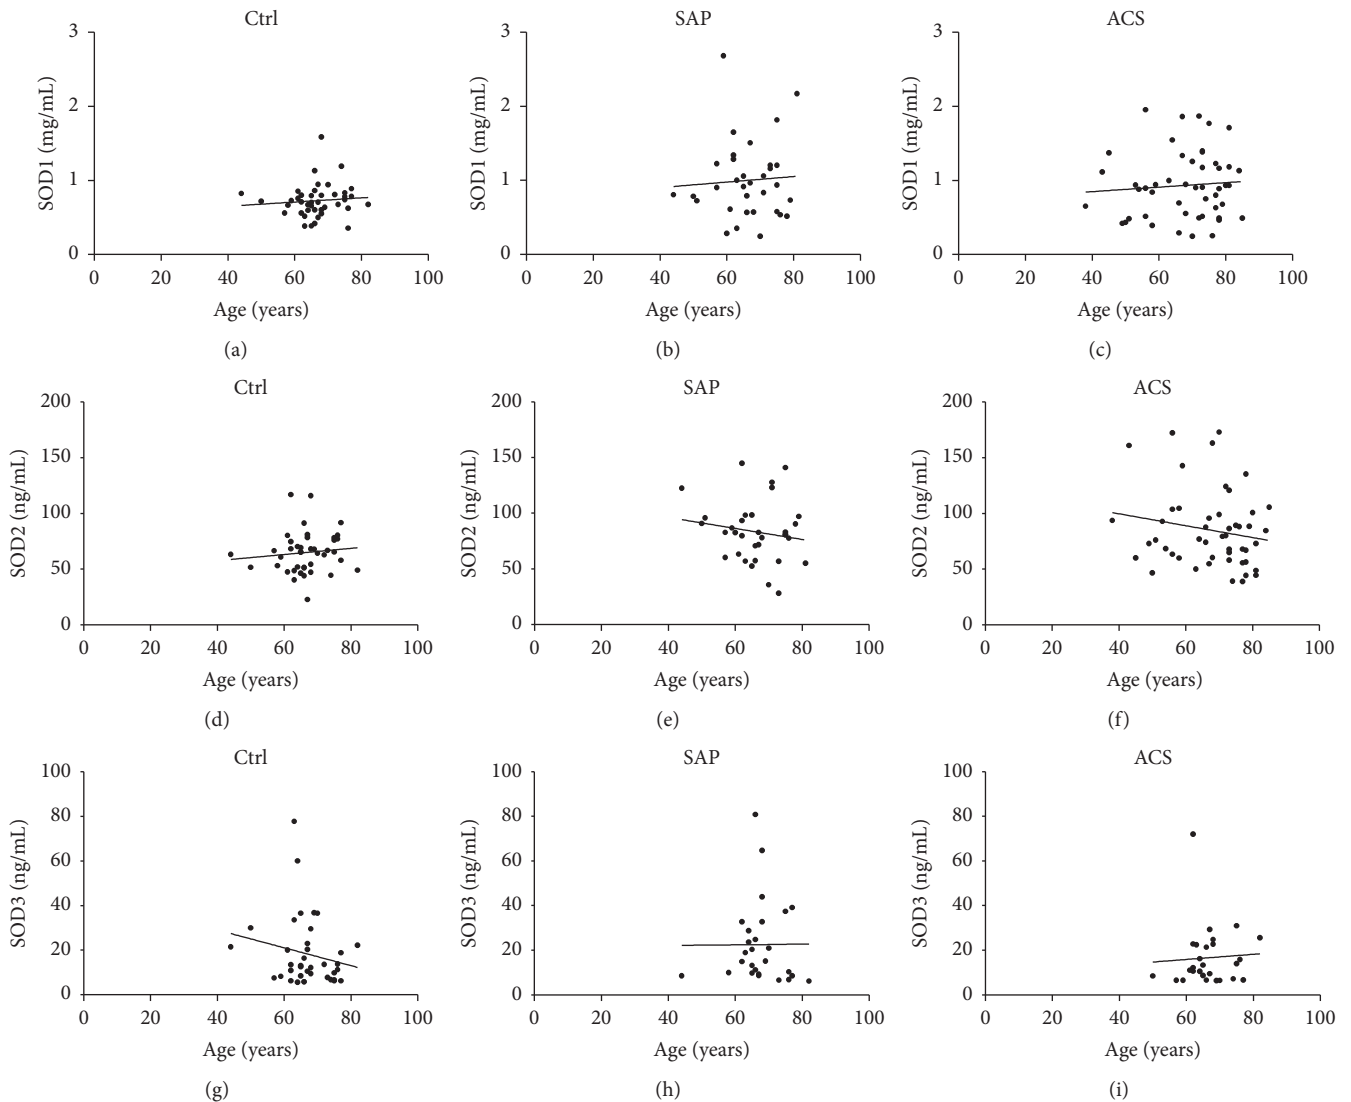 Ctrl
SAP
ACS
3
2
1
0
SOD1 (mg/mL)
0 20 40 60 80 100
Age (years)
(a)
3
2
1
0
SOD1 (mg/mL)
0 20 40 60 80 100
Age (years)
(b)
3
2
1
0
SOD1 (mg/mL)
0 20 40 60 80 100
Age (years)
(c)
Ctrl
SAP
ACS
200
150
100
50
0
SOD2 (ng/mL)
0 20 40 60 80 100
Age (years)
(d)
200
150
100
50
0
SOD2 (ng/mL)
0 20 40 60 80 100
Age (years)
(e)
200
150
100
50
0
SOD2 (ng/mL)
0 20 40 60 80 100
Age (years)
(f)
Ctrl
SAP
ACS
100
80
60
40
20
0
SOD3 (ng/mL)
0 20 40 60 80 100
Age (years)
(g)
100
80
60
40
20
0
SOD3 (ng/mL)
0 20 40 60 80 100
Age (years)
(h)
100
80
60
40
20
0
SOD3 (ng/mL)
0 20 40 60 80 100
Age (years)
(i)